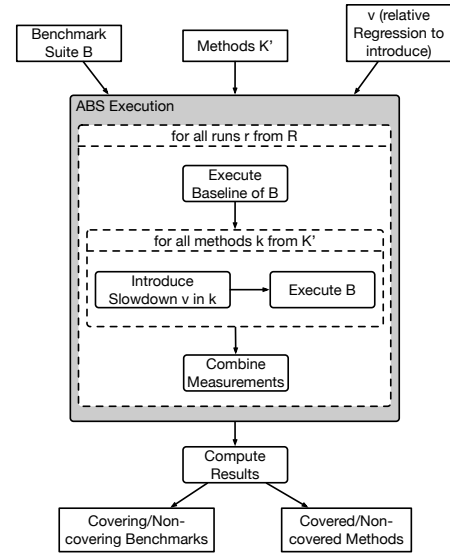 Benchmark
Suite B
Methods K’
v (relative
Regression to
introduce)
ABS Execution
for all runs r from R
Execute
Baseline of B
for all methods k from K’
Introduce
Slowdown v in k
Execute B
Combine
Measurements
Compute
Results
Covering/Non-
covering Benchmarks
Covered/Non-
covered Methods